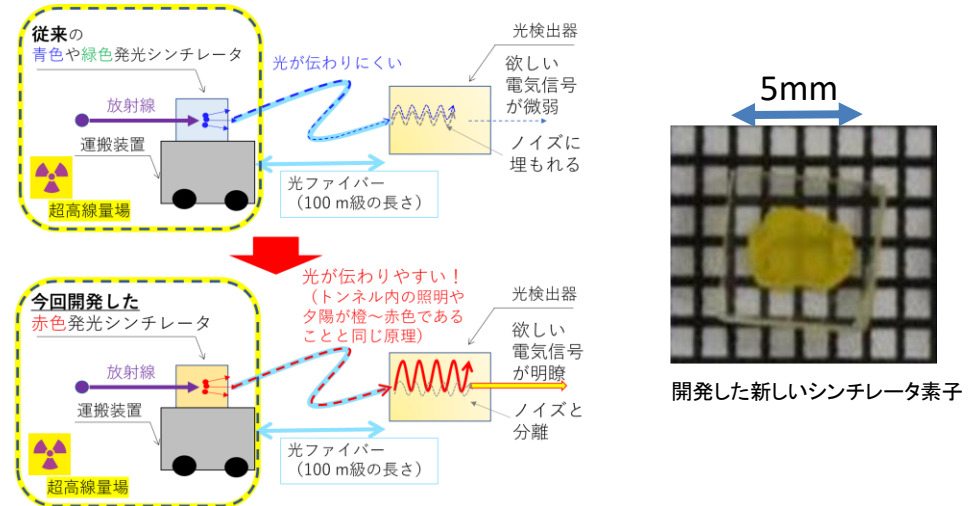 従来の
青色や緑色発光シンチレータ
放射線
運搬装置
超高線量場
光が伝わりにくい
光ファイバー
（100 m級の長さ）
光検出器
欲しい
電気信号
が微弱
ノイズに
埋もれる
今回開発した
赤色発光シンチレータ
放射線
運搬装置
超高線量場
光が伝わりやすい！
（トンネル内の照明や
夕陽が橙～赤色である
ことと同じ原理）
光ファイバー
（100 m級の長さ）
光検出器
欲しい
電気信号
が明瞭
ノイズと
分離
5mm
開発した新しいシンチレータ素子